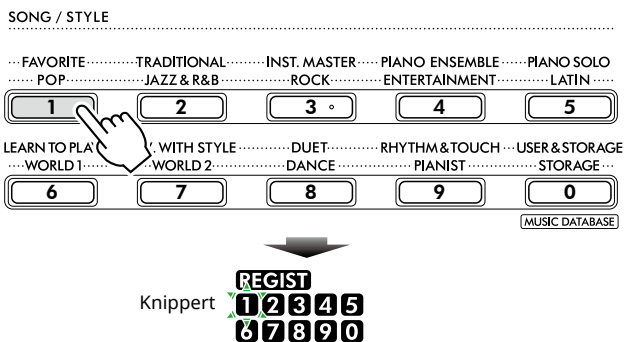 SONG / STYLE
FAVORITE TRADITIONAL INST. MASTER PIANO ENSEMBLE PIANO SOLO
POP JAZZ & R&B ROCK ENTERTAINMENT LATIN
1 2 3 4 5
LEARN TO PLA . WITH STYLE DUET RHYTHM & TOUCH USER & STORAGE
WORLD 1 WORLD 2 DANCE PIANIST STORAGE
6 7 8 9 0
MUSIC DATABASE
REGIST
Knippert 1 2 3 4 5
6 7 8 9 0